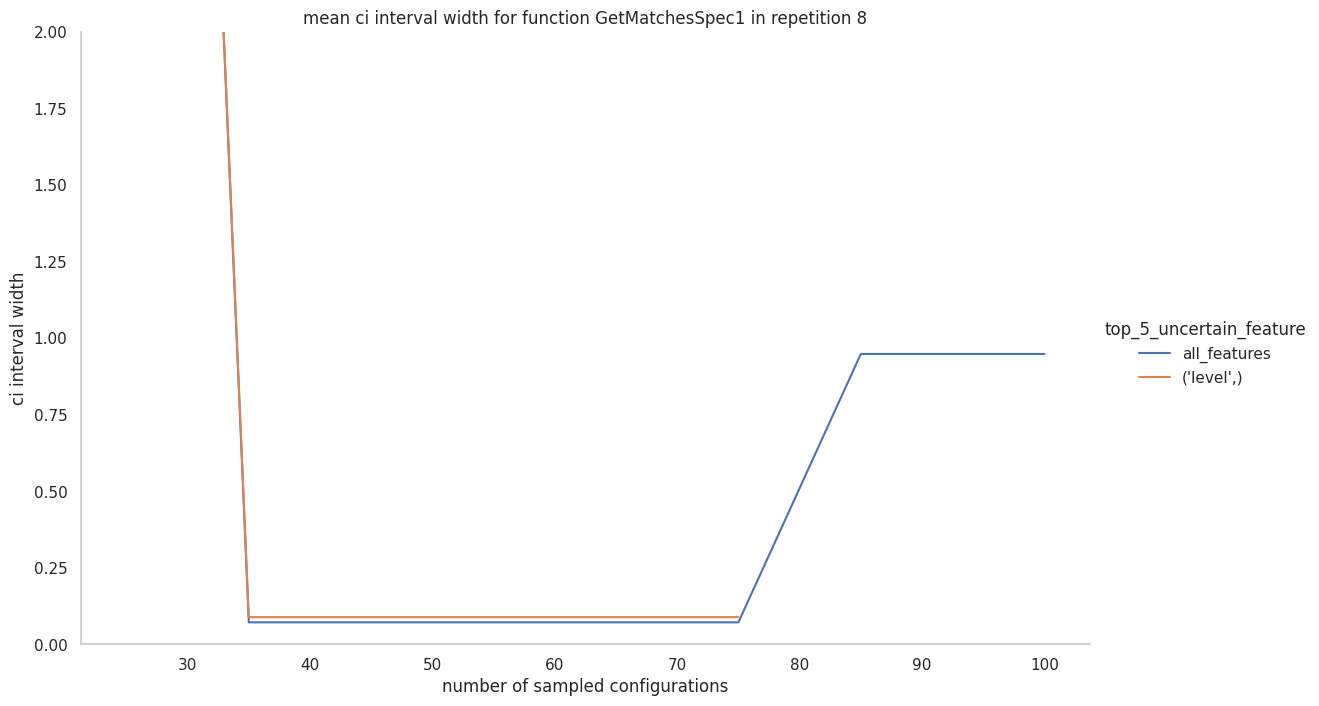 mean ci interval width for function GetMatchesSpec1 in repetition 8
2.00
1.75
1.50
1.25
1.00
0.75
0.50
0.25
0.00
ci interval width
30 40 50 60 70 80 90 100
number of sampled configurations
top_5_uncertain_feature
all_features
('level',)